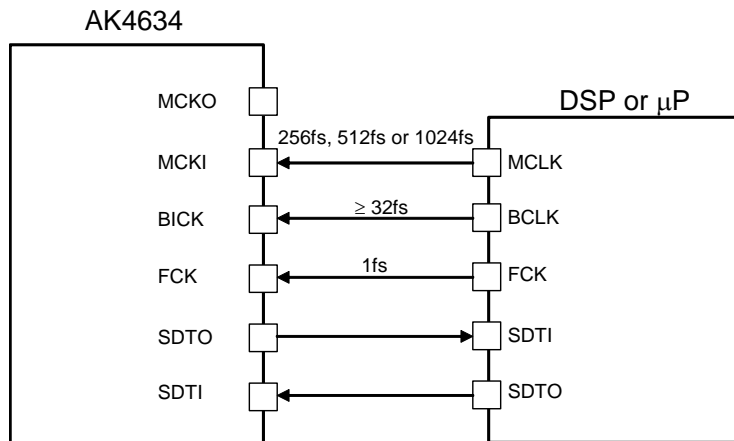 AK4634
DSP or μP
MCKO
256fs, 512fs or 1024fs
MCKI
MCLK
≥ 32fs
BICK
BCLK
1fs
FCK
FCK
SDTO
SDTI
SDTI
SDTO